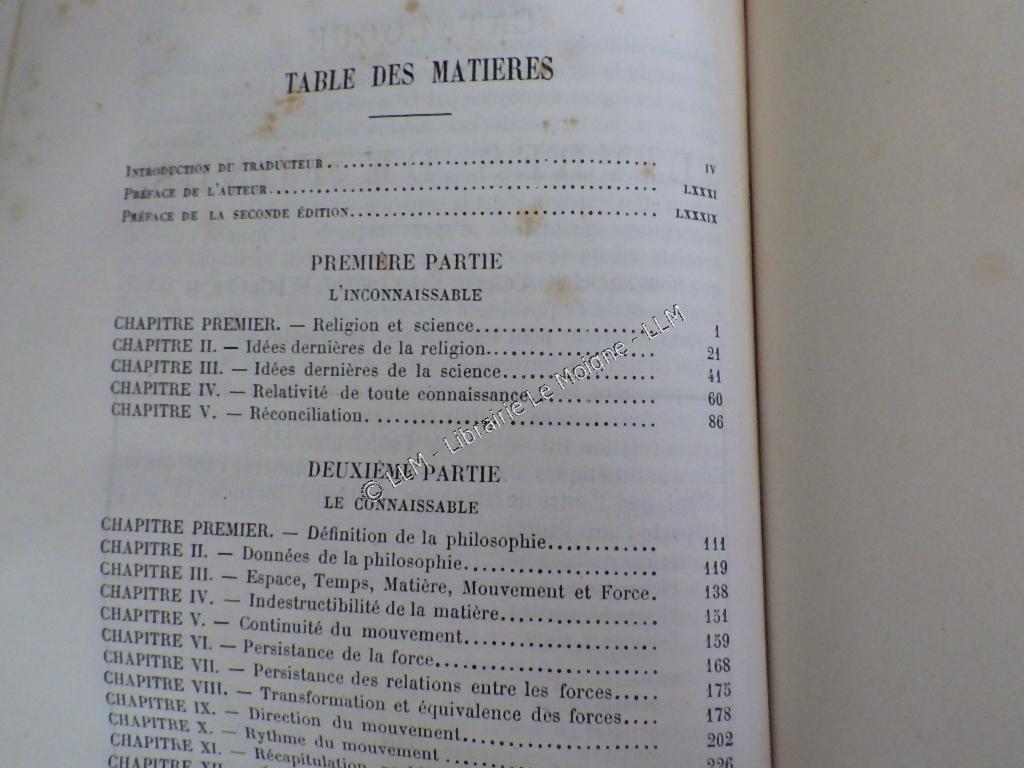 TABLE DES MATIERES
INTRODUCTION DU TRADUCTEUR........ IV
PRÉFACE DE L'AUTEUR........ LXXXI
PRÉFACE DE LA SECONDE ÉDITION........ LXXXIX
PREMIÈRE PARTIE
L'INCONNAISSABLE
CHAPITRE PREMIER. — Religion et science........ 1
CHAPITRE II. — Idées dernières de la religion........ 21
CHAPITRE III. — Idées dernières de la science........ 41
CHAPITRE IV. — Relativité de toute connaissance........ 60
CHAPITRE V. — Réconciliation........ 86
© LLM - Librairie Le Moigne - LLM
DEUXIÈME PARTIE
LE CONNAISSABLE
CHAPITRE PREMIER. — Définition de la philosophie........ 111
CHAPITRE II. — Données de la philosophie........ 119
CHAPITRE III. — Espace, Temps, Matière, Mouvement et Force. 138
CHAPITRE IV. — Indestructibilité de la matière........ 151
CHAPITRE V. — Continuité du mouvement........ 159
CHAPITRE VI. — Persistance de la force........ 168
CHAPITRE VII. — Persistance des relations entre les forces..... 175
CHAPITRE VIII. — Transformation et équivalence des forces.... 178
CHAPITRE IX. — Direction du mouvement........ 202
CHAPITRE X. — Rythme du mouvement........ 226
CHAPITRE XI. — Récapitulation
CHAPITRE XII.